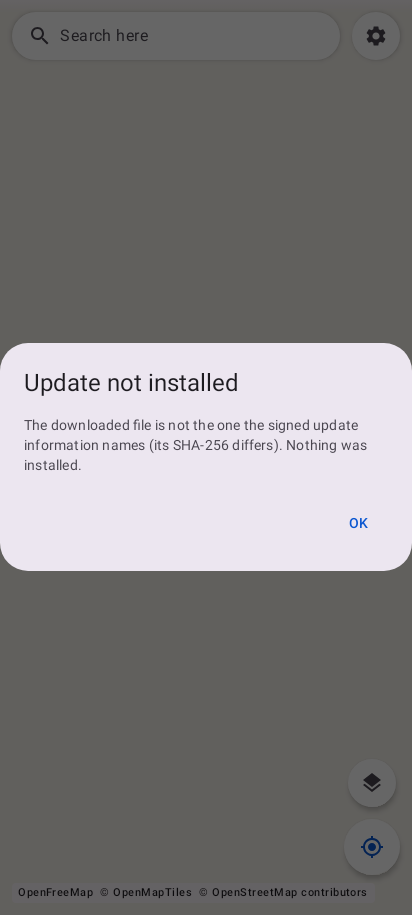 Search here
Update not installed
The downloaded file is not the one the signed update
information names (its SHA-256 differs). Nothing was
installed.
OK
OpenFreeMap © OpenMapTiles © OpenStreetMap contributors